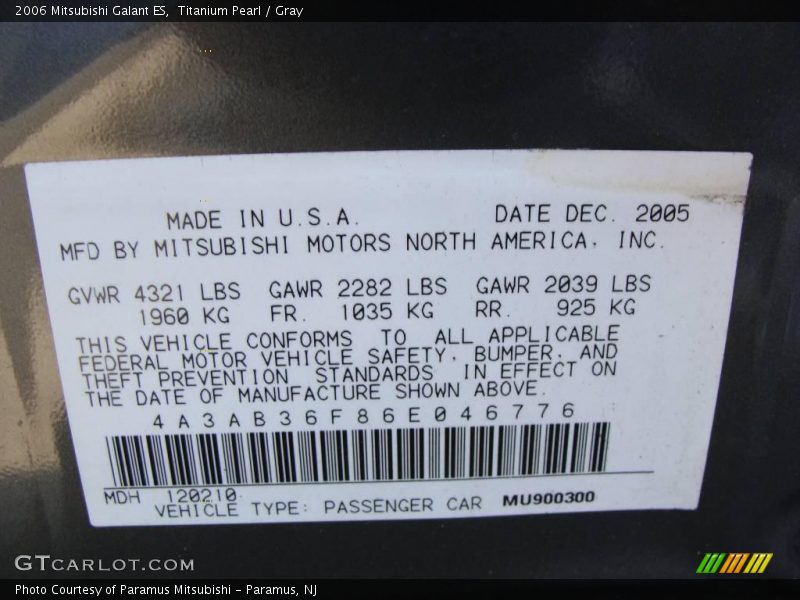 2006 Mitsubishi Galant ES,  Titanium Pearl / Gray
MADE IN U.S.A. DATE DEC. 2005
MFD BY MITSUBISHI MOTORS NORTH AMERICA, INC.
GVWR 4321 LBS GAWR 2282 LBS GAWR 2039 LBS
1960 KG FR. 1035 KG RR. 925 KG
THIS VEHICLE CONFORMS TO ALL APPLICABLE
FEDERAL MOTOR VEHICLE SAFETY, BUMPER, AND
THEFT PREVENTION STANDARDS IN EFFECT ON
THE DATE OF MANUFACTURE SHOWN ABOVE.
4A3AB36F86E046776
MDH 120210
VEHICLE TYPE: PASSENGER CAR MU900300
GTCARLOT.COM
Photo Courtesy of Paramus Mitsubishi - Paramus, NJ